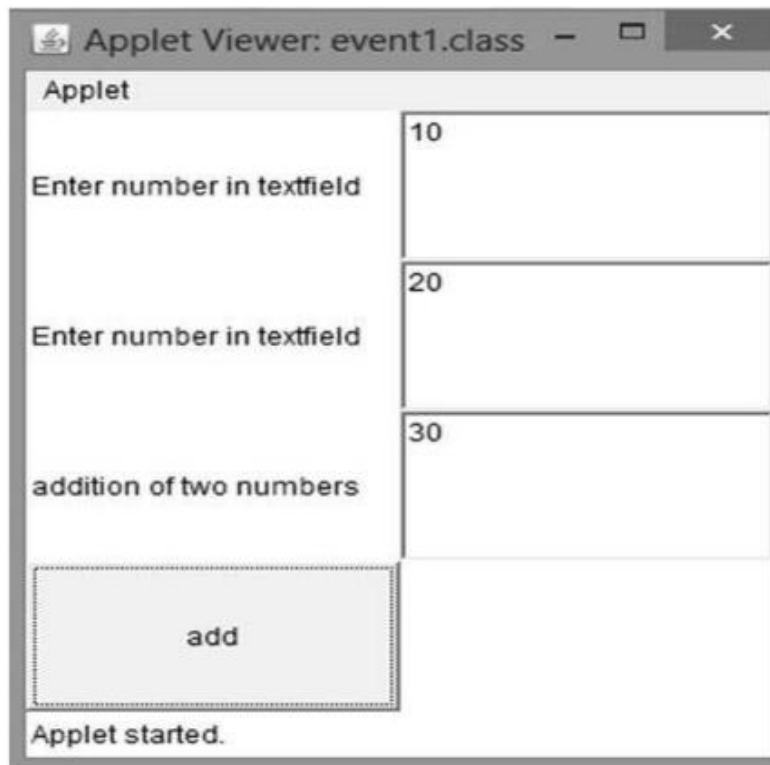 Applet Viewer: event1.class
Applet
Enter number in textfield
10
Enter number in textfield
20
addition of two numbers
30
add
Applet started.